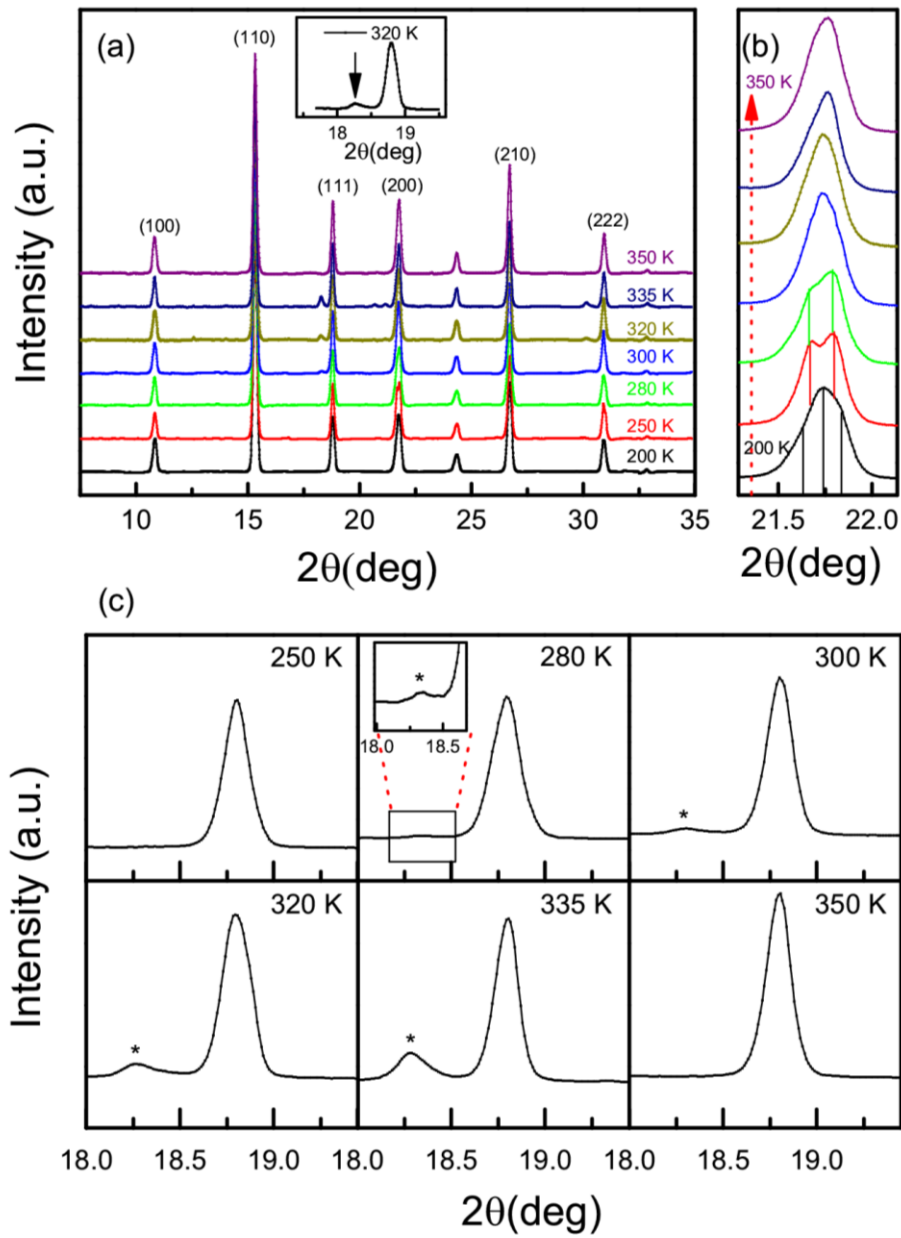 (a)
(100)
(110)
(111)
(200)
(210)
(222)
320 K
18 19
2θ(deg)
350 K
335 K
320 K
300 K
280 K
250 K
200 K
Intensity (a.u.)
10 15 20 25 30 35
2θ(deg)
(b)
350 K
200 K
21.5 22.0
2θ(deg)
(c)
250 K
280 K
*
18.0 18.5
300 K
*
320 K
*
335 K
*
350 K
Intensity (a.u.)
18.0 18.5 19.0 18.0 18.5 19.0 18.0 18.5 19.0
2θ(deg)